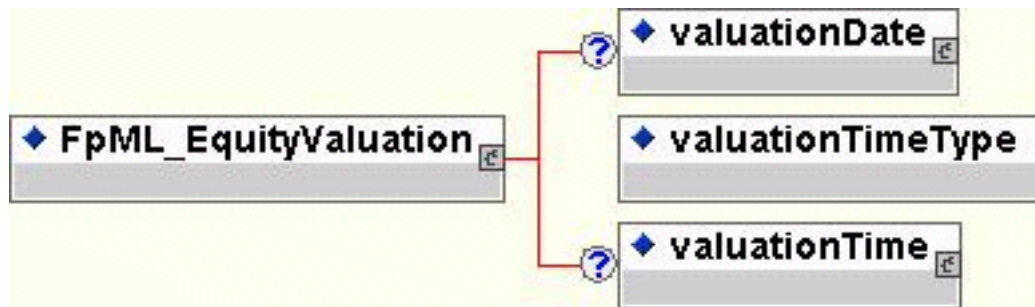 ? valuationDate
FpML_EquityValuation
valuationTimeType
? valuationTime